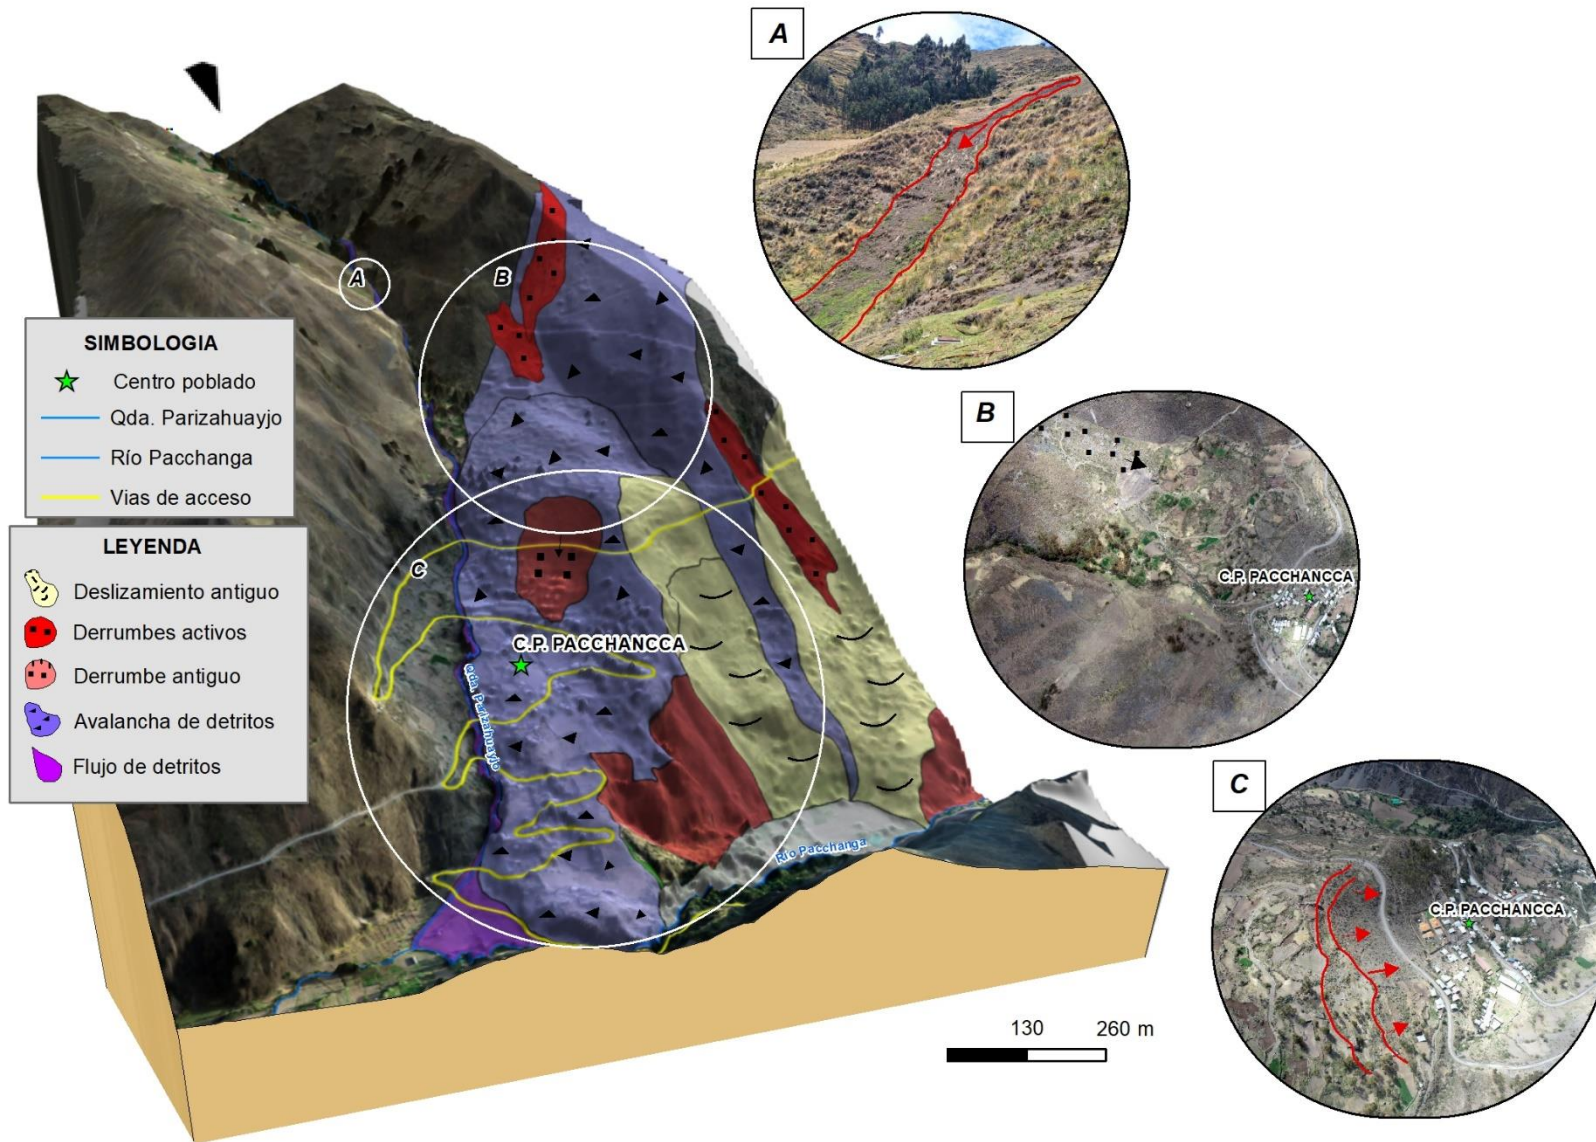 A
B
C
SIMBOLOGIA
Centro poblado
Qda. Parizahuayjo
Río Pacchanga
Vias de acceso
LEYENDA
Deslizamiento antiguo
Derrumbes activos
Derrumbe antiguo
Avalancha de detritos
Flujo de detritos
C.P. PACCHANCCA
Qda. Parizahuayjo
Río Pacchanga
130 260 m
A
B
C.P. PACCHANCCA
C
C.P. PACCHANCCA